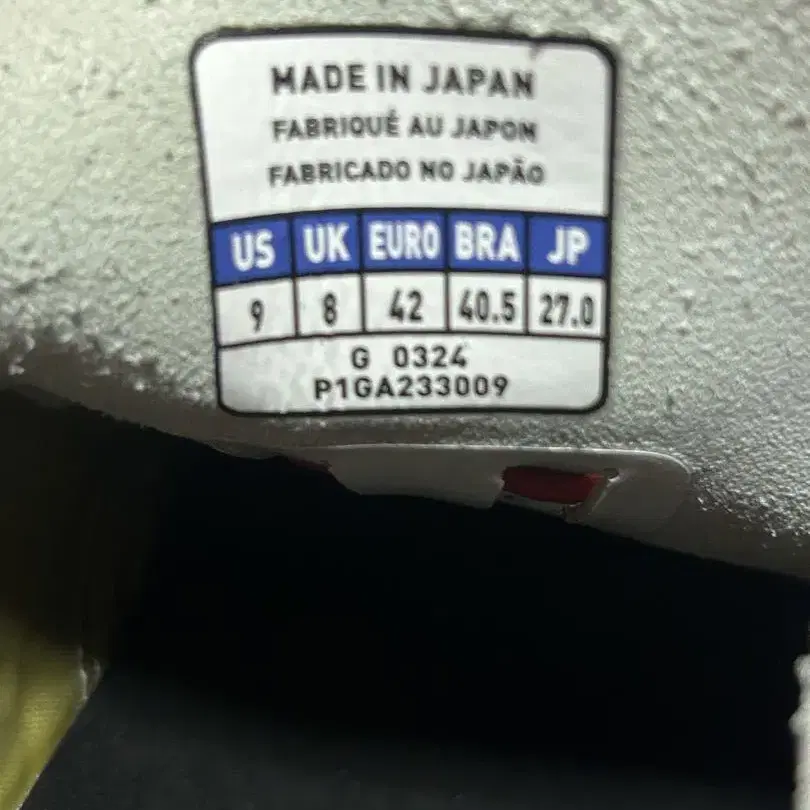 MADE IN JAPAN
FABRIQUÉ AU JAPON
FABRICADO NO JAPÃO
US UK EURO BRA JP
9 8 42 40.5 27.0
G 0324
P1GA233009